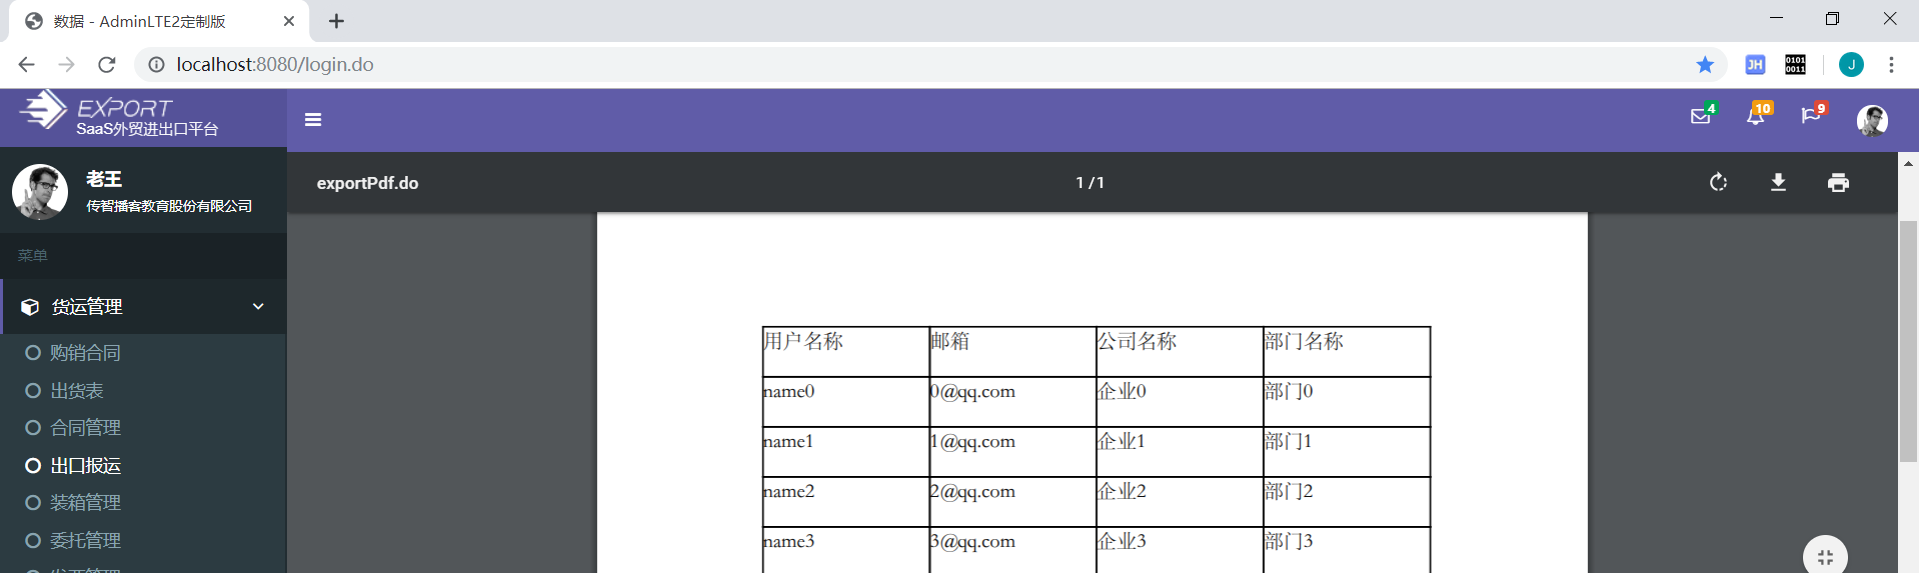 数据 - AdminLTE2定制版
localhost:8080/login.do
JH
0101
0011
J
EXPORT
SaaS外贸进出口平台
4
10
9
老王
传智播客教育股份有限公司
菜单
货运管理
购销合同
出货表
合同管理
出口报运
装箱管理
委托管理
exportPdf.do
1 / 1
用户名称 邮箱 公司名称 部门名称
name0 0@qq.com 企业0 部门0
name1 1@qq.com 企业1 部门1
name2 2@qq.com 企业2 部门2
name3 3@qq.com 企业3 部门3